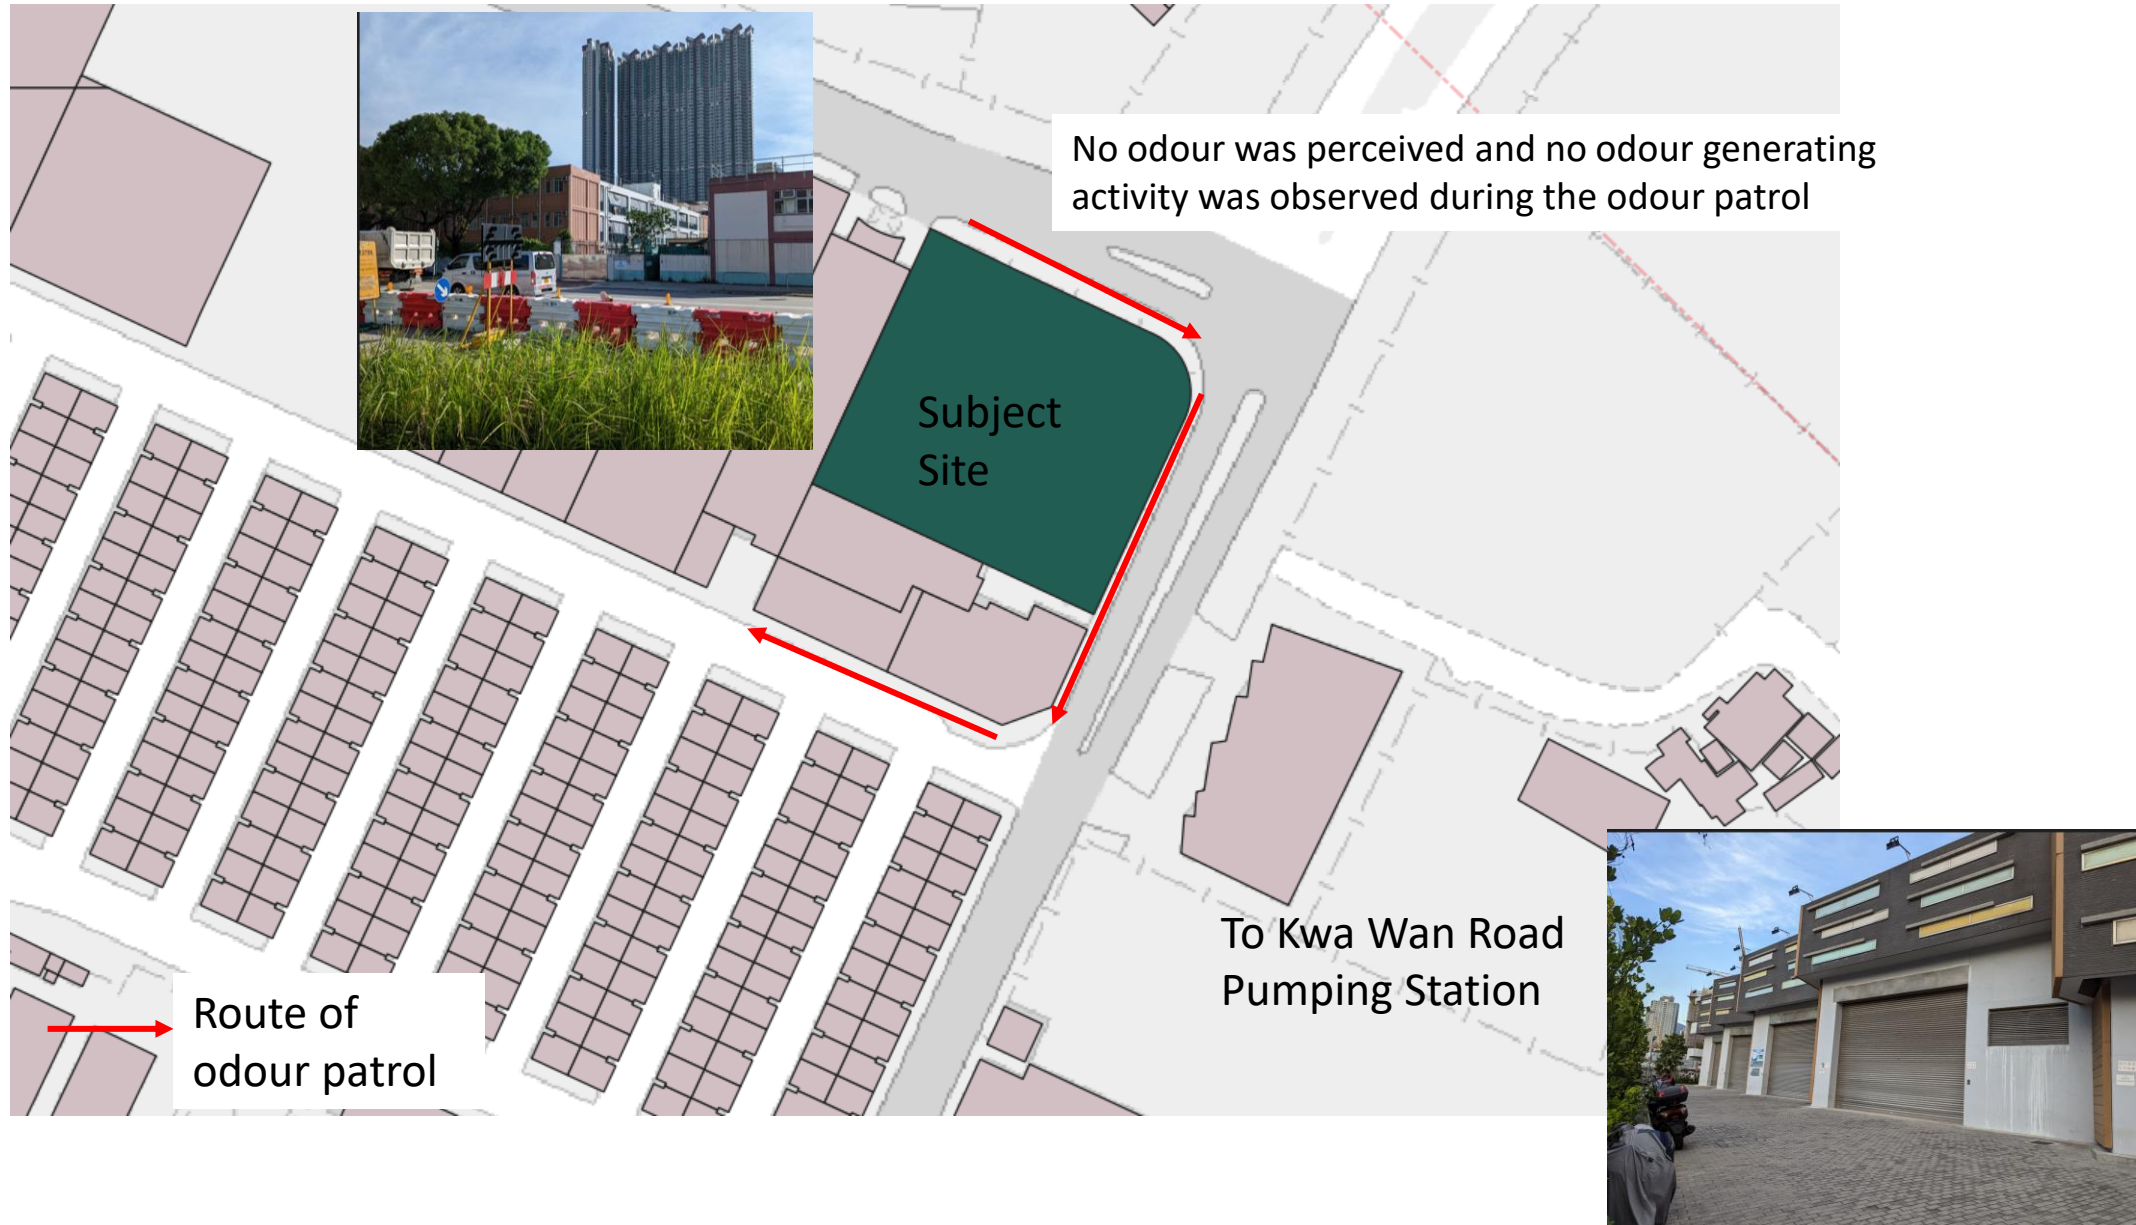 No odour was perceived and no odour generating
activity was observed during the odour patrol
Subject
Site
To Kwa Wan Road
Pumping Station
Route of
odour patrol